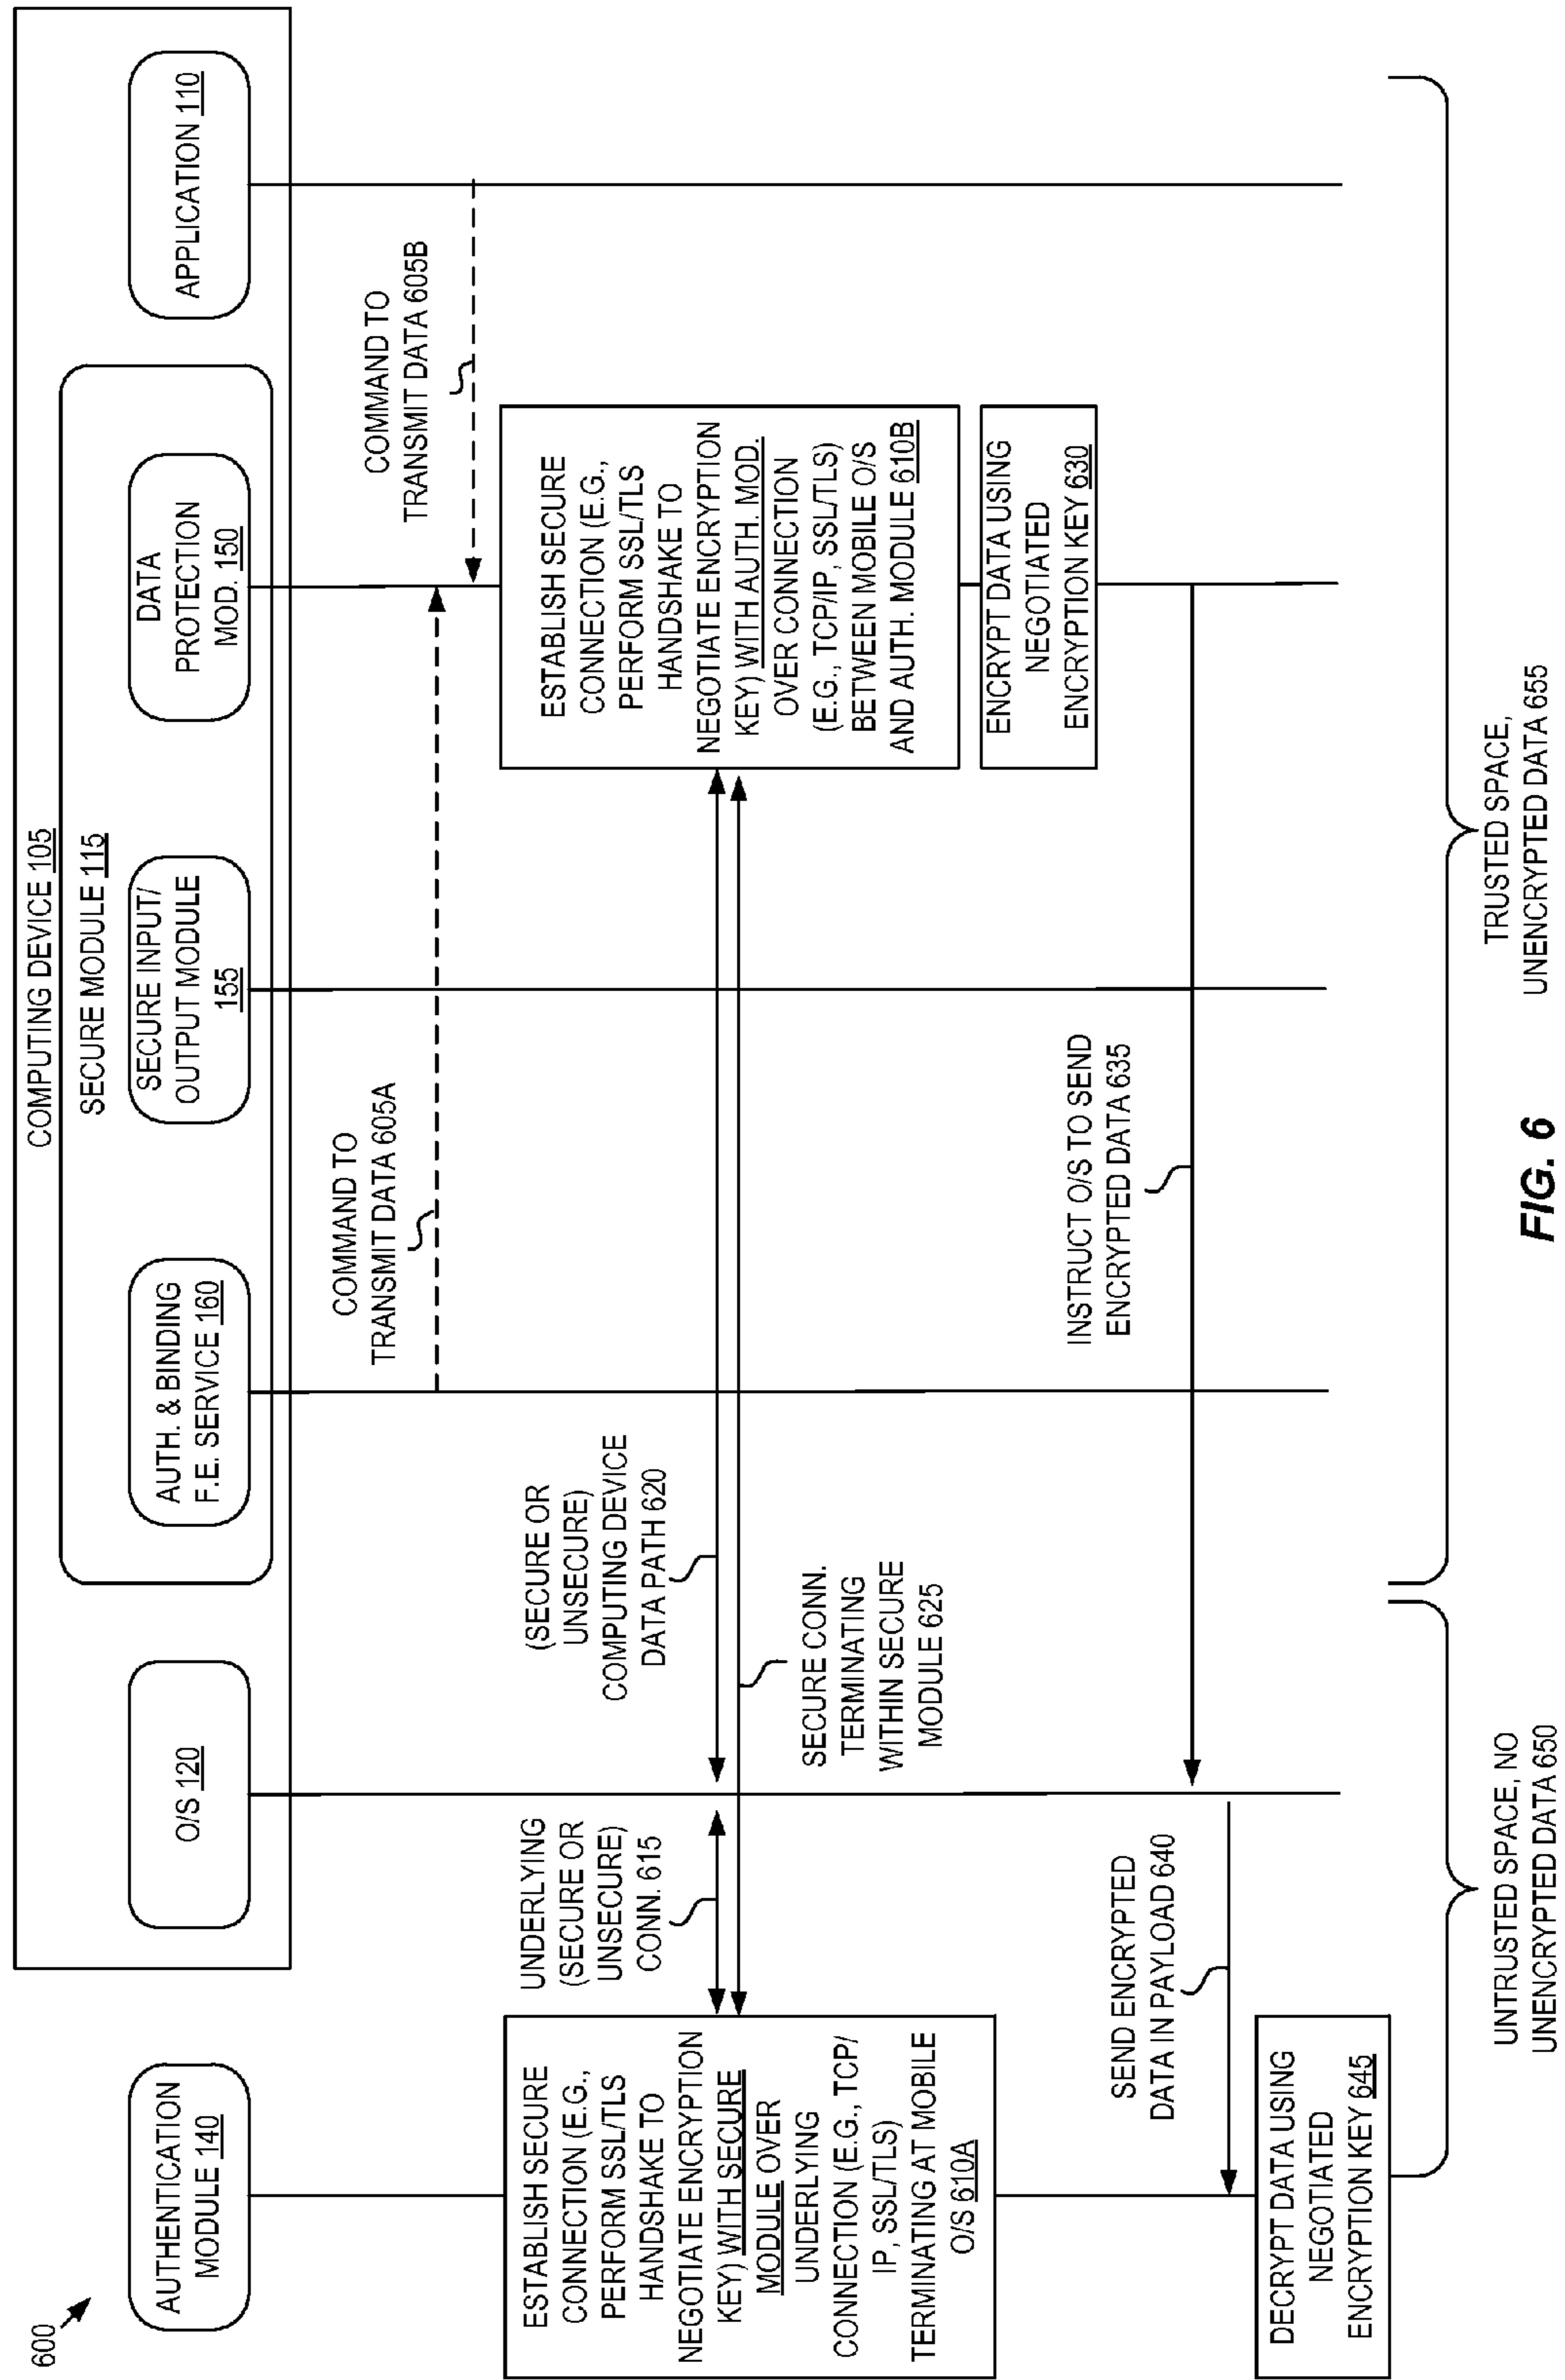 600
COMPUTING DEVICE 105
SECURE MODULE 115
AUTHENTICATION
MODULE 140
O/S 120
AUTH. & BINDING
F.E. SERVICE 160
SECURE INPUT/
OUTPUT MODULE
155
DATA
PROTECTION
MOD. 150
APPLICATION 110
COMMAND TO
TRANSMIT DATA 605A
COMMAND TO
TRANSMIT DATA 605B
ESTABLISH SECURE
CONNECTION (E.G.,
PERFORM SSL/TLS
HANDSHAKE TO
NEGOTIATE ENCRYPTION
KEY) WITH SECURE
MODULE OVER
UNDERLYING
CONNECTION (E.G., TCP/
IP, SSL/TLS)
TERMINATING AT MOBILE
O/S 610A
UNDERLYING
(SECURE OR
UNSECURE)
CONN. 615
(SECURE OR
UNSECURE)
COMPUTING DEVICE
DATA PATH 620
SECURE CONN.
TERMINATING
WITHIN SECURE
MODULE 625
ESTABLISH SECURE
CONNECTION (E.G.,
PERFORM SSL/TLS
HANDSHAKE TO
NEGOTIATE ENCRYPTION
KEY) WITH AUTH. MOD.
OVER CONNECTION
(E.G., TCP/IP, SSL/TLS)
BETWEEN MOBILE O/S
AND AUTH. MODULE 610B
ENCRYPT DATA USING
NEGOTIATED
ENCRYPTION KEY 630
INSTRUCT O/S TO SEND
ENCRYPTED DATA 635
SEND ENCRYPTED
DATA IN PAYLOAD 640
DECRYPT DATA USING
NEGOTIATED
ENCRYPTION KEY 645
UNTRUSTED SPACE, NO
UNENCRYPTED DATA 650
TRUSTED SPACE,
UNENCRYPTED DATA 655
FIG. 6